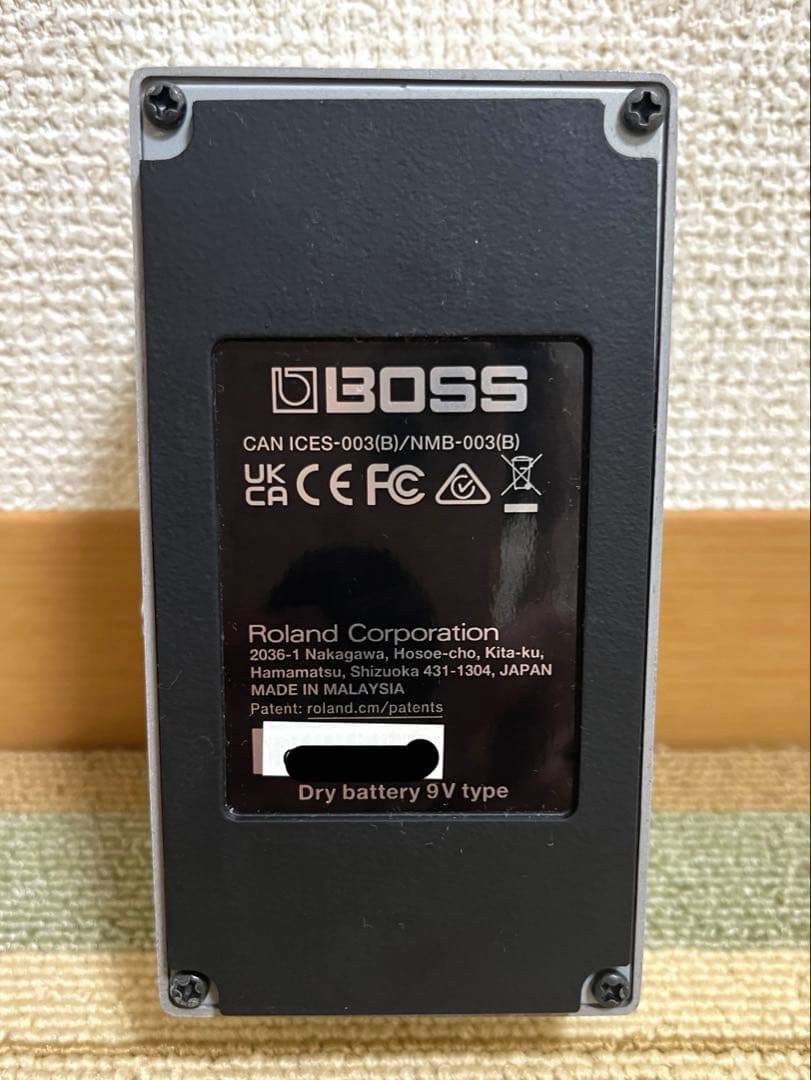 BOSS
CAN ICES-003(B)/NMB-003(B)
UK CA CE FC
Roland Corporation
2036-1 Nakagawa, Hosoe-cho, Kita-ku,
Hamamatsu, Shizuoka 431-1304, JAPAN
MADE IN MALAYSIA
Patent: roland.cm/patents
Dry battery 9V type